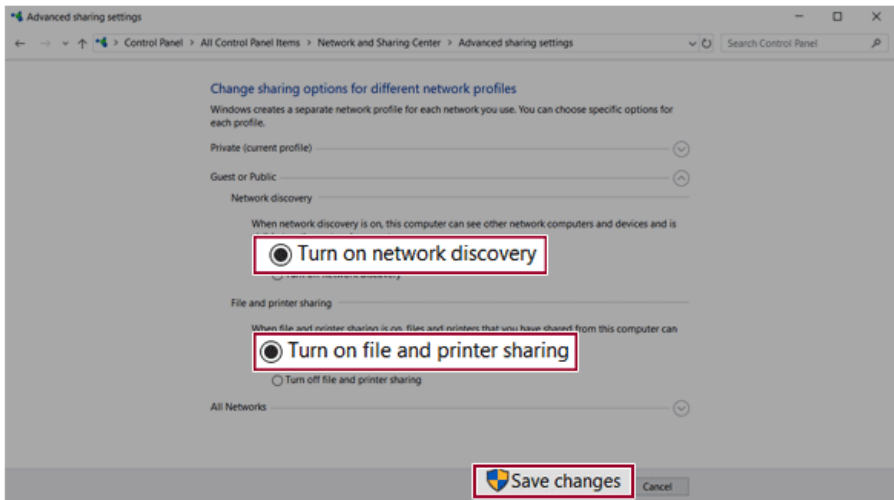 Advanced sharing settings
Control Panel > All Control Panel Items > Network and Sharing Center > Advanced sharing settings
Search Control Panel
Change sharing options for different network profiles
Windows creates a separate network profile for each network you use. You can choose specific options for
each profile.
Private (current profile)
Guest or Public
Network discovery
When network discovery is on, this computer can see other network computers and devices and is
Turn on network discovery
File and printer sharing
When file and printer sharing is on, files and printers that you have shared from this computer can
Turn on file and printer sharing
Turn off file and printer sharing
All Networks
Save changes
Cancel